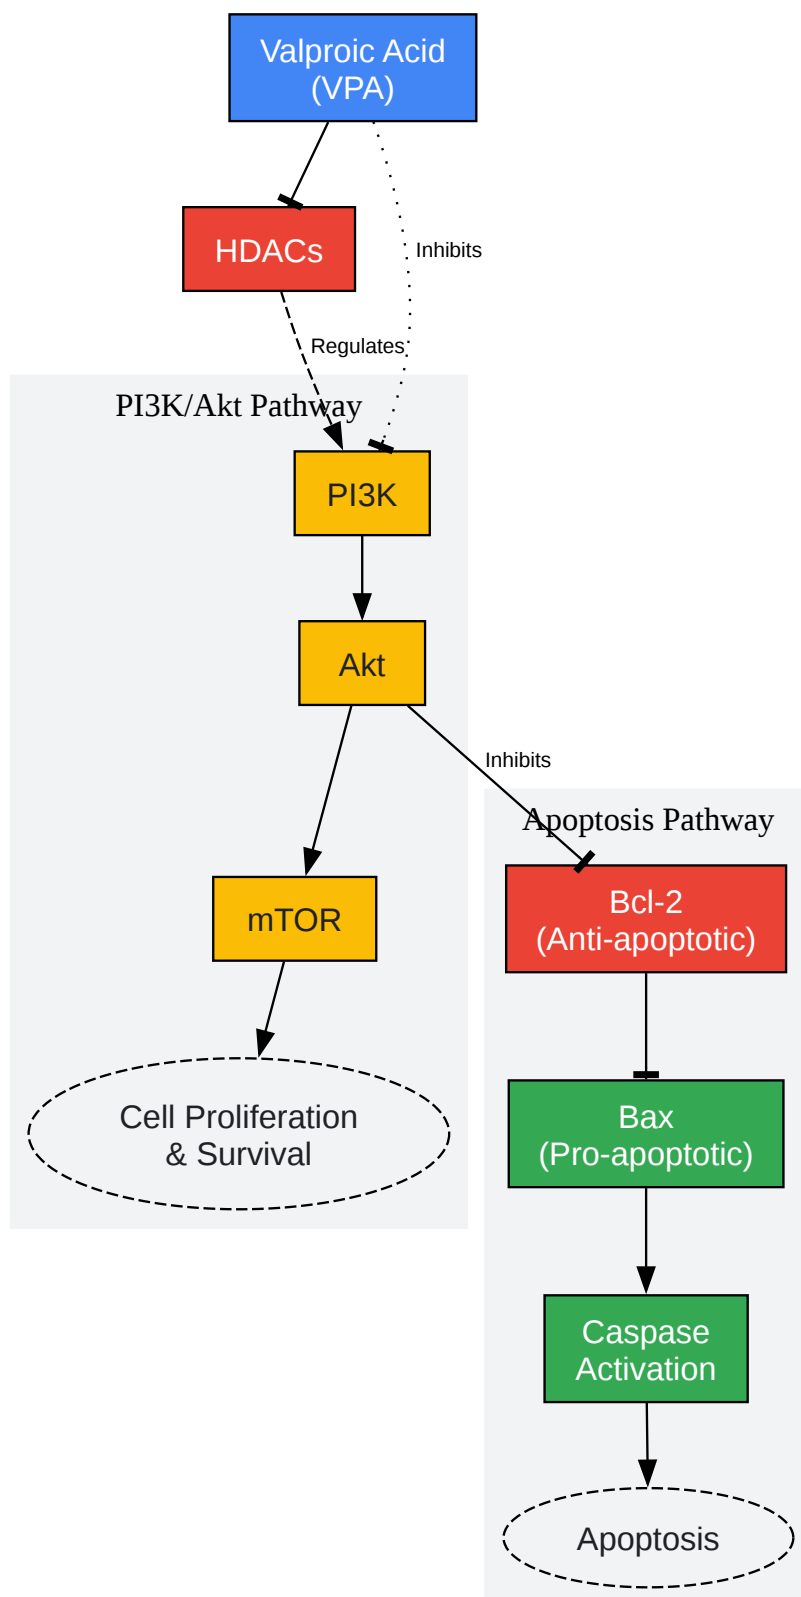 Valproic Acid
(VPA)
HDACs
Inhibits
Regulates
PI3K/Akt Pathway
PI3K
Akt
Inhibits
Apoptosis Pathway
Bcl-2
(Anti-apoptotic)
mTOR
Cell Proliferation
& Survival
Bax
(Pro-apoptotic)
Caspase
Activation
Apoptosis